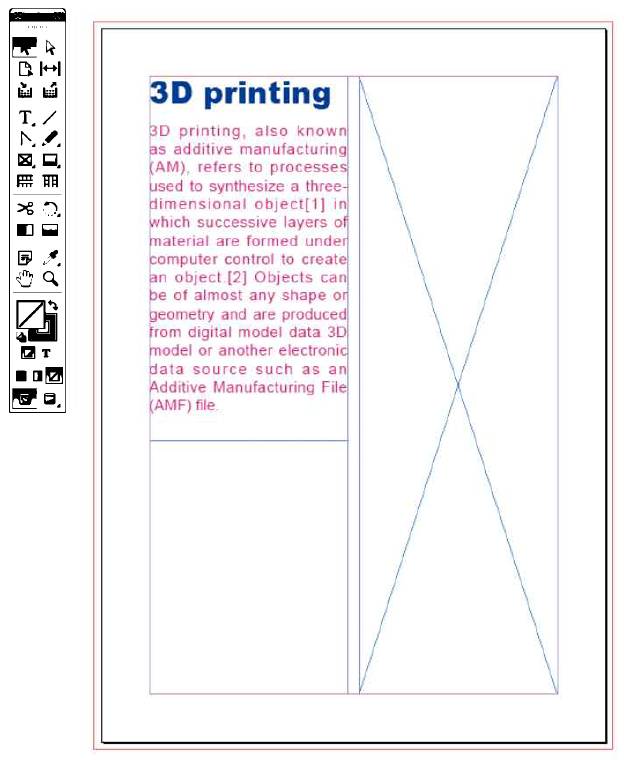 3D printing
3D printing, also known
as additive manufacturing
(AM), refers to processes
used to synthesize a three-
dimensional object[1] in
which successive layers of
material are formed under
computer control to create
an object.[2] Objects can
be of almost any shape or
geometry and are produced
from digital model data 3D
model or another electronic
data source such as an
Additive Manufacturing File
(AMF) file.